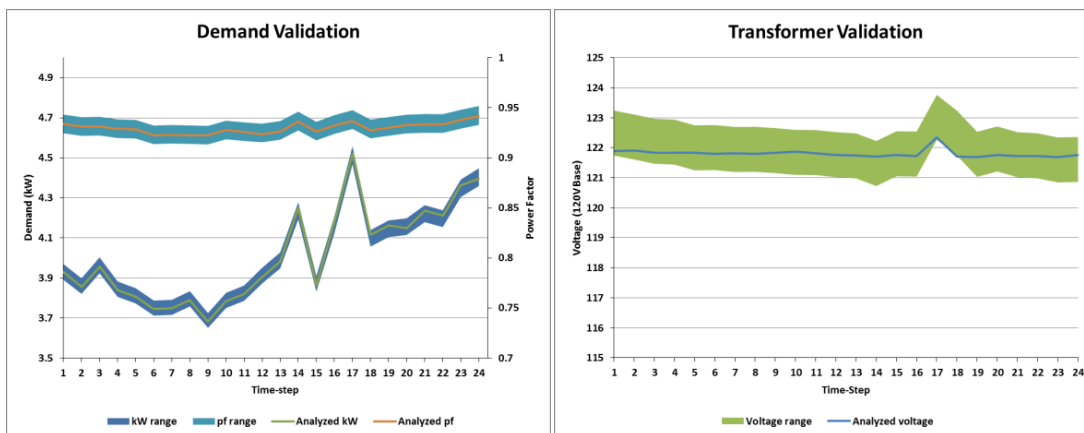 Demand Validation
4.9
4.7
4.5
4.3
4.1
3.9
3.7
3.5
Demand (kW)
1
0.95
0.9
0.85
0.8
0.75
0.7
Power Factor
1 2 3 4 5 6 7 8 9 10 11 12 13 14 15 16 17 18 19 20 21 22 23 24
Time-step
kW range pf range Analyzed kW Analyzed pf
Transformer Validation
125
124
123
122
121
120
119
118
117
116
115
Voltage (120V Base)
1 2 3 4 5 6 7 8 9 10 11 12 13 14 15 16 17 18 19 20 21 22 23 24
Time-Step
Voltage range Analyzed voltage